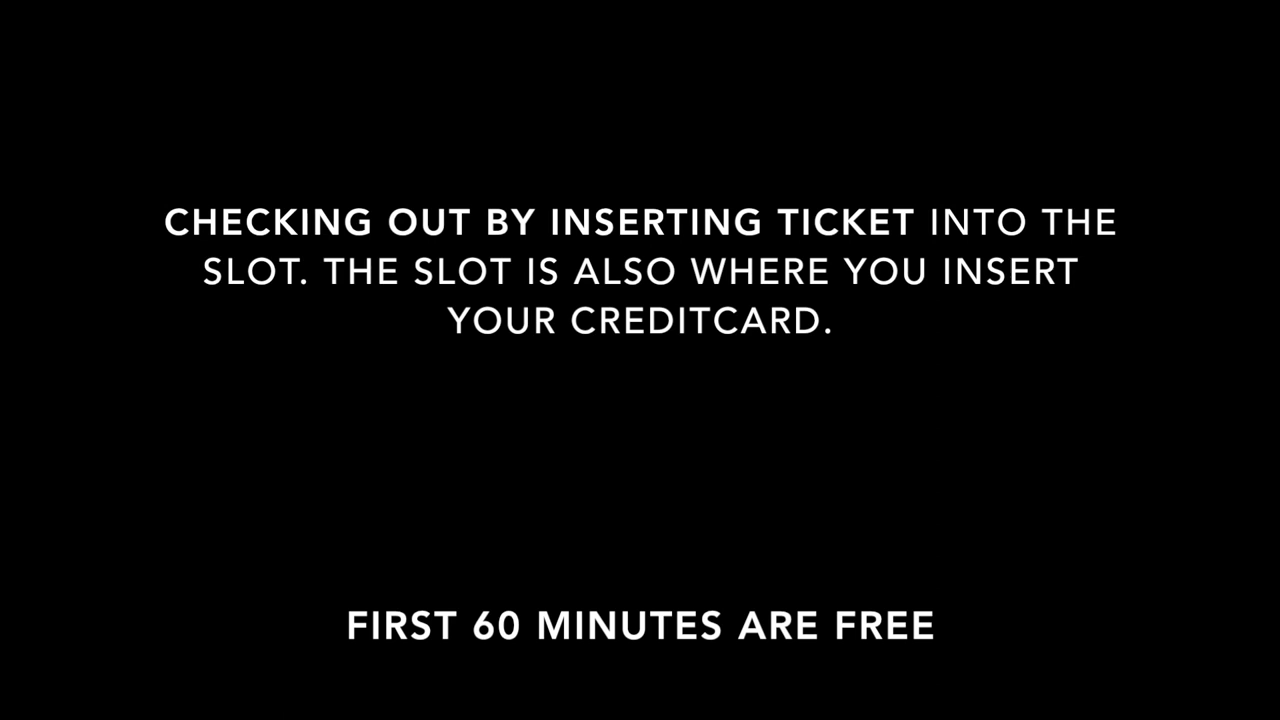 CHECKING OUT BY INSERTING TICKET INTO THE
SLOT. THE SLOT IS ALSO WHERE YOU INSERT
YOUR CREDITCARD.
FIRST 60 MINUTES ARE FREE